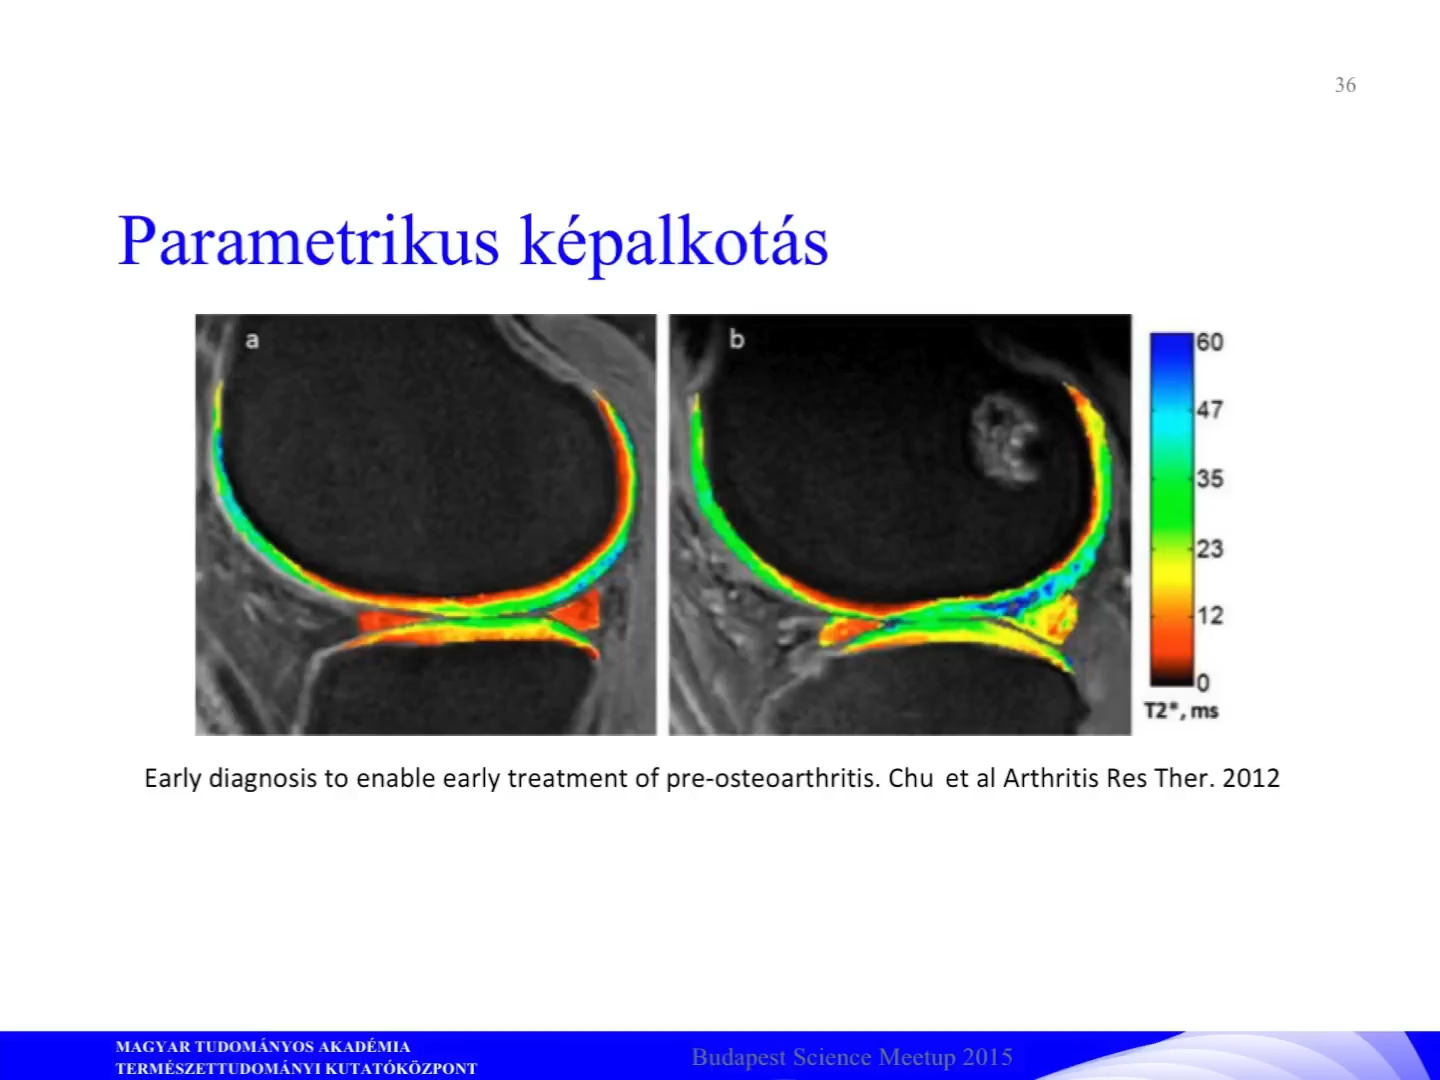 36
Parametrikus képalkotás
a
b
60
47
35
23
12
0
T2*, ms
Early diagnosis to enable early treatment of pre-osteoarthritis. Chu et al Arthritis Res Ther. 2012
MAGYAR TUDOMÁNYOS AKADÉMIA
TERMÉSZETTUDOMÁNYI KUTATÓKÖZPONT
Budapest Science Meetup 2015